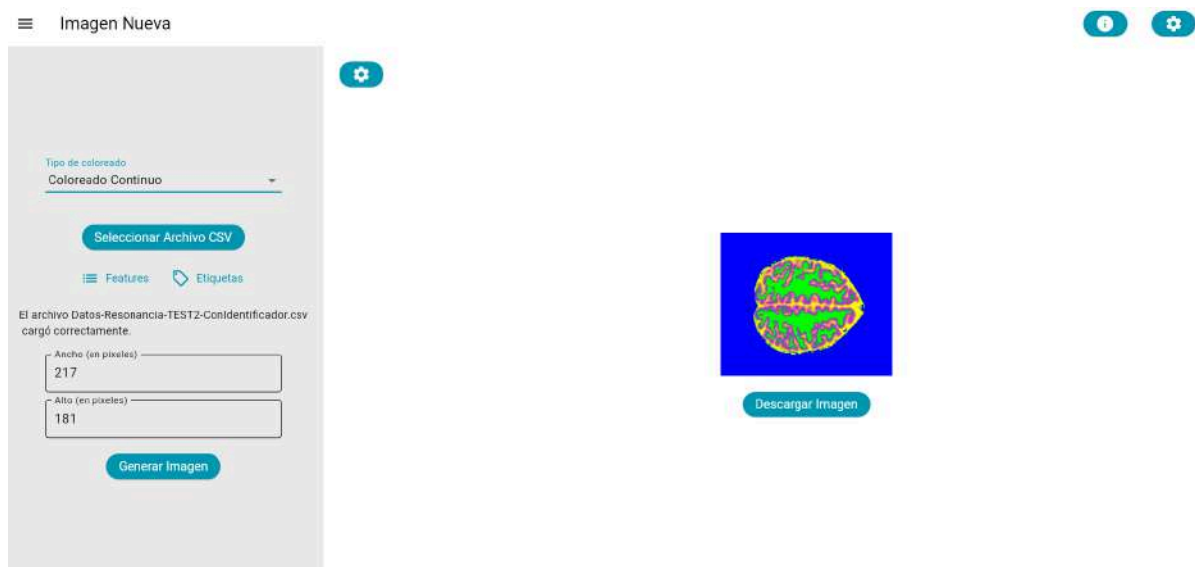 Imagen Nueva
Tipo de coloreado
Coloreado Continuo
Seleccionar Archivo CSV
Features
Etiquetas
El archivo Datos-Resonancia-TEST2-ConIdentificador.csv
cargó correctamente.
Ancho (en pixeles)
217
Alto (en pixeles)
181
Generar Imagen
Descargar Imagen